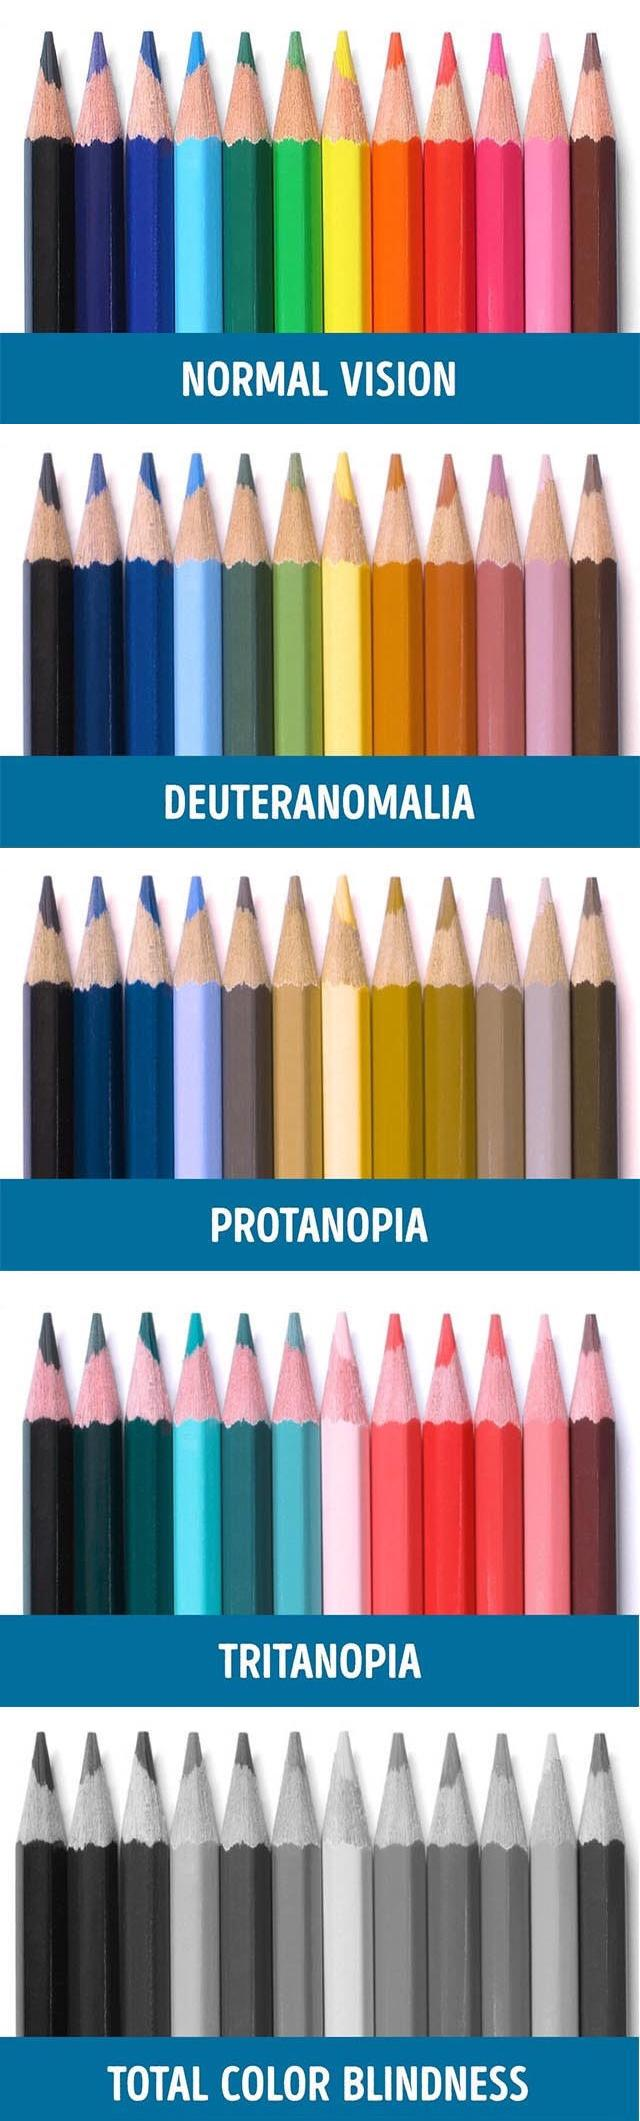 NORMAL VISION
DEUTERANOMALIA
PROTANOPIA
TRITANOPIA
TOTAL COLOR BLINDNESS